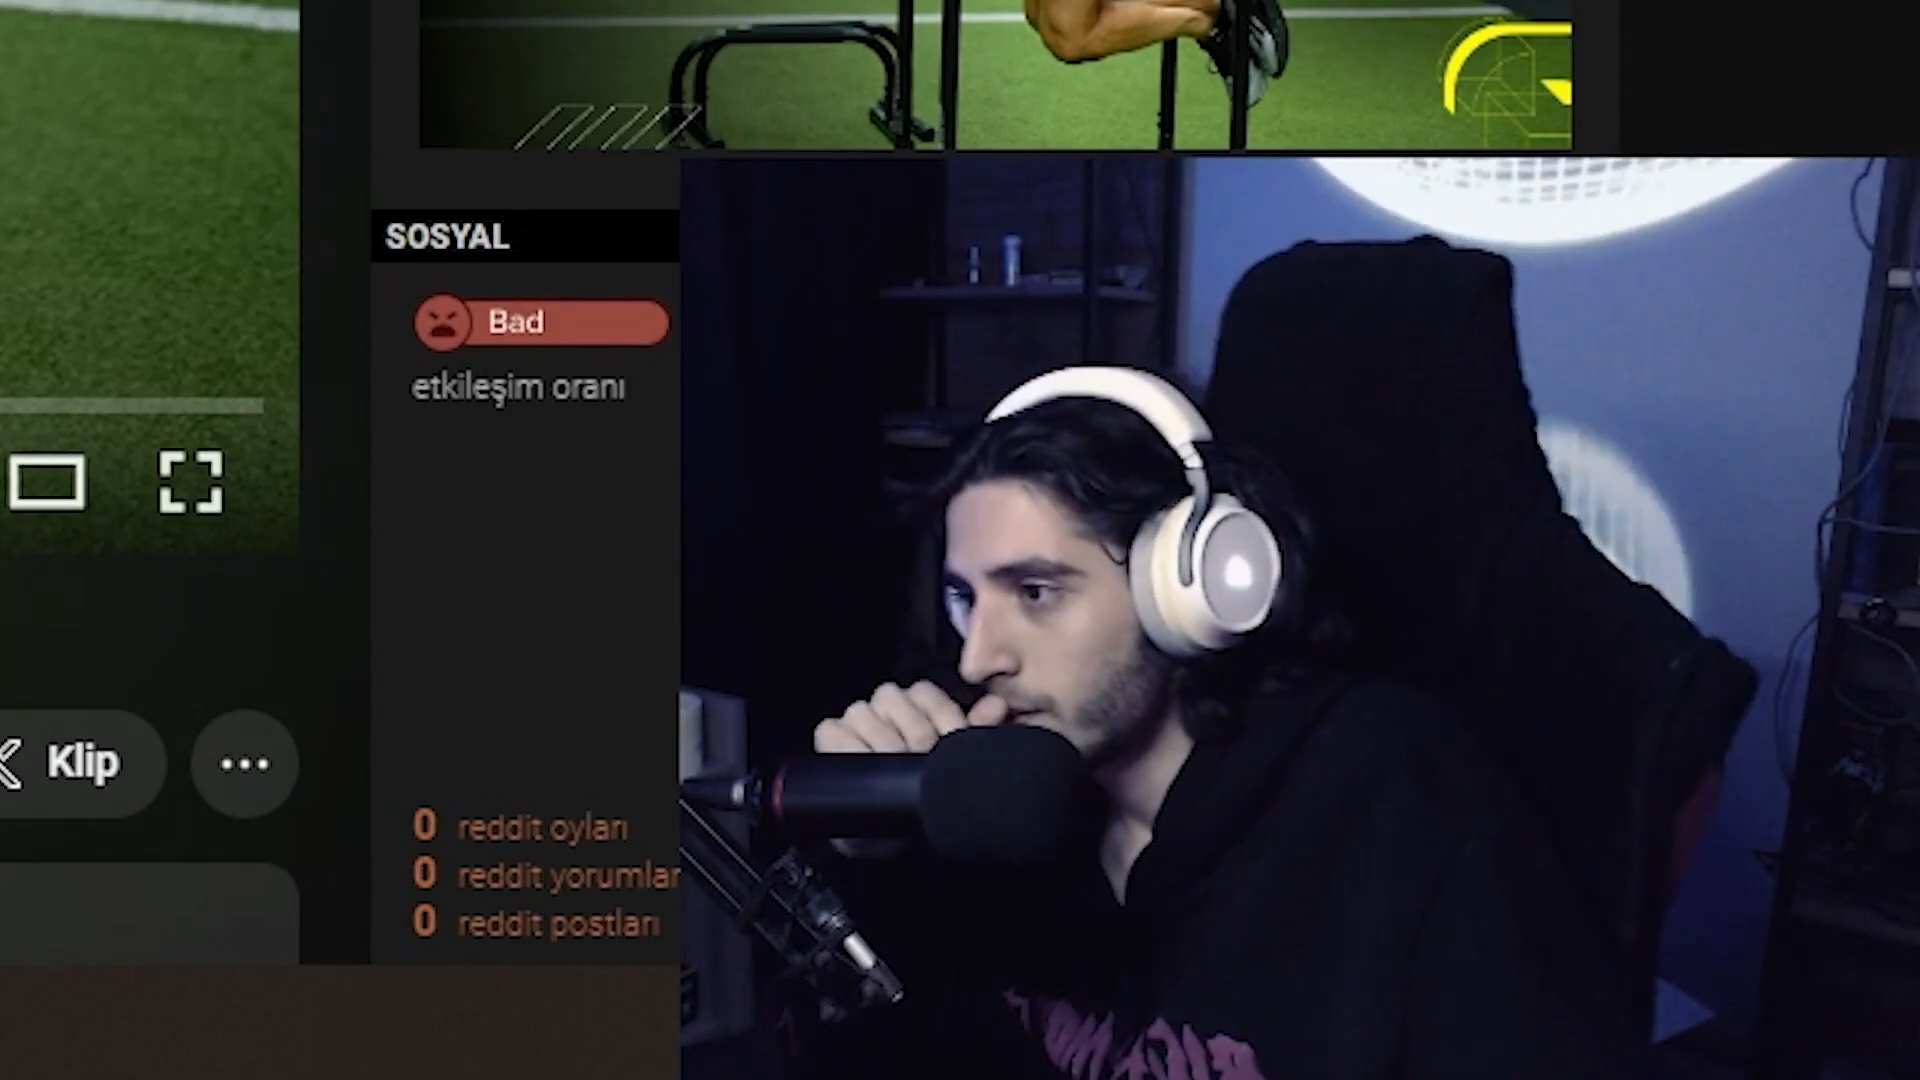 SOSYAL
Bad
etkileşim oranı
Klip
0 reddit oyları
0 reddit yorumlar
0 reddit postları